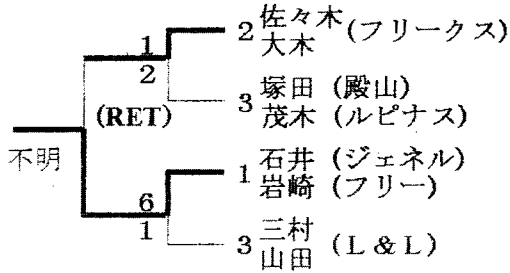 2 佐々木 (フリークス)
大木
1
2
3 塚田 (殿山)
茂木 (ルピナス)
(RET)
不明
1 石井 (ジェネル)
岩崎 (フリー)
6
1
3 三村 (L & L)
山田